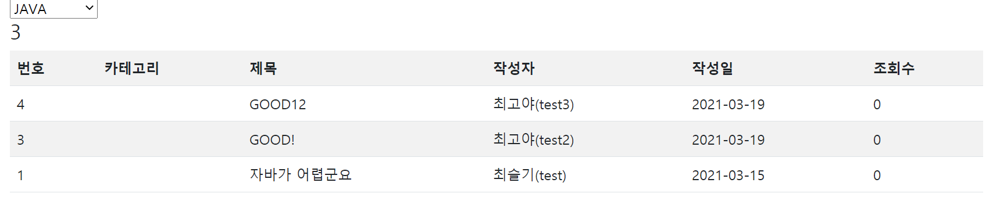 JAVA
3
번호 카테고리 제목 작성자 작성일 조회수
4 GOOD12 최고야(test3) 2021-03-19 0
3 GOOD! 최고야(test2) 2021-03-19 0
1 자바가 어렵군요 최슬기(test) 2021-03-15 0